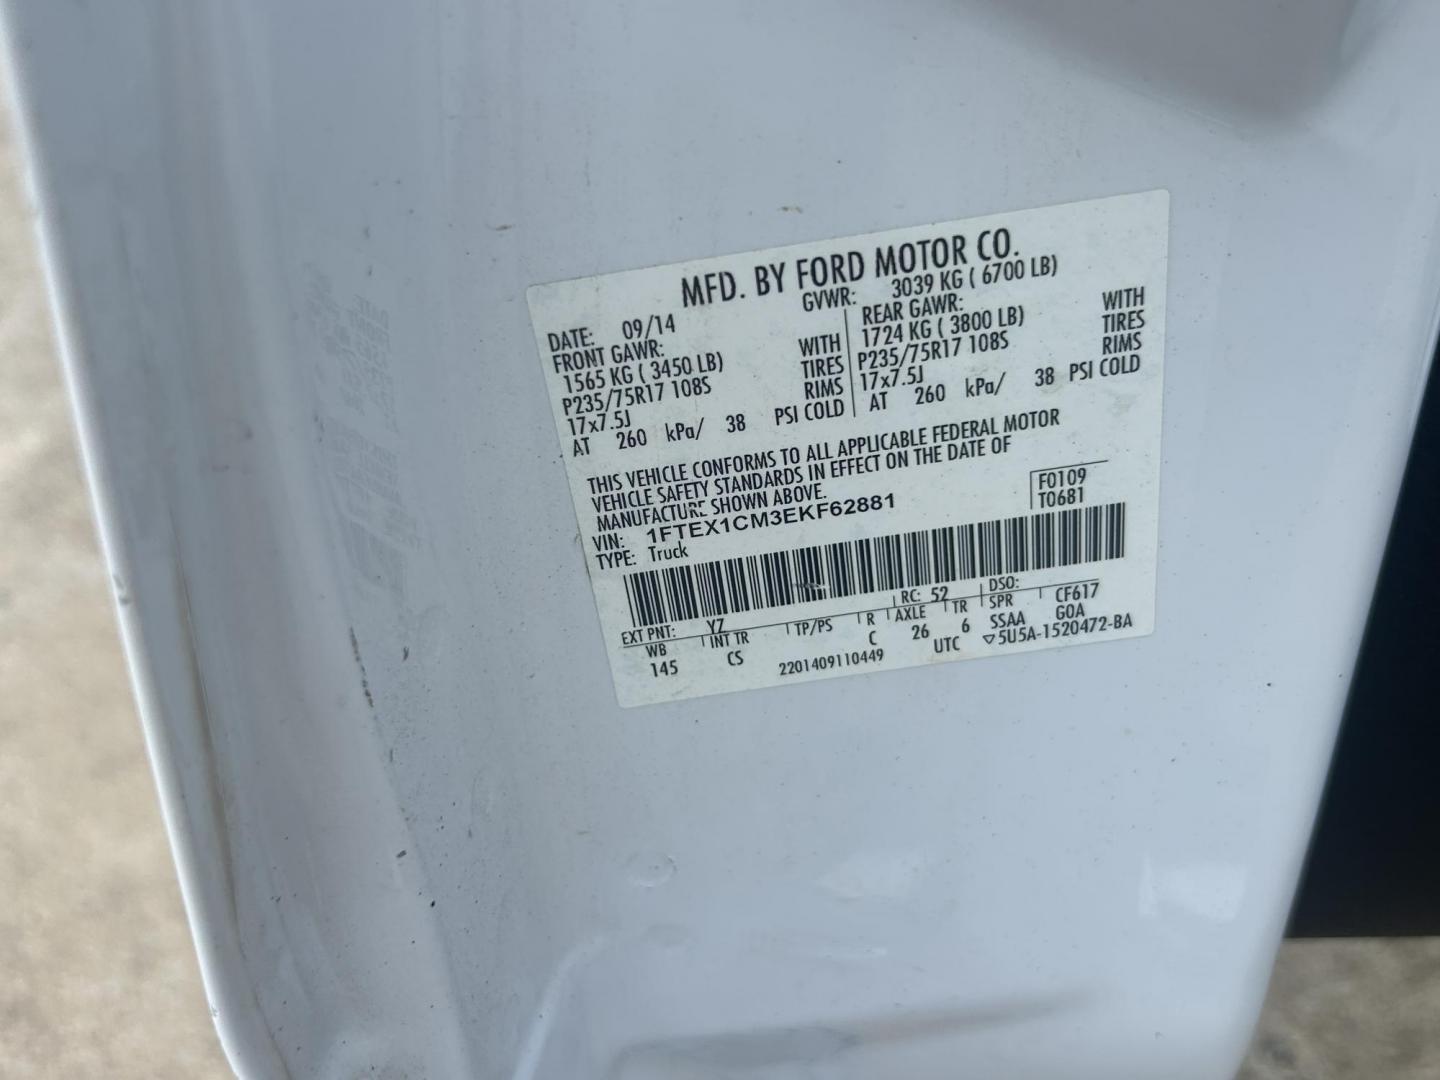 MFD. BY FORD MOTOR CO.
DATE: 09/14 GVWR: 3039 KG ( 6700 LB)
FRONT GAWR: REAR GAWR:
1565 KG ( 3450 LB) WITH 1724 KG ( 3800 LB) WITH
P235/75R17 108S TIRES P235/75R17 108S TIRES
17x7.5J RIMS 17x7.5J RIMS
AT 260 kPa/ 38 PSI COLD AT 260 kPa/ 38 PSI COLD
THIS VEHICLE CONFORMS TO ALL APPLICABLE FEDERAL MOTOR
VEHICLE SAFETY STANDARDS IN EFFECT ON THE DATE OF
MANUFACTURE SHOWN ABOVE.
VIN: 1FTEX1CM3EKF62881 F0109
TYPE: Truck T0681
EXT PNT: YZ RC: 52 DSO: CF617
WB INT TR TP/PS R AXLE TR SPR G0A
145 CS C 26 6 SSAA
2201409110449 UTC ▽5U5A-1520472-BA